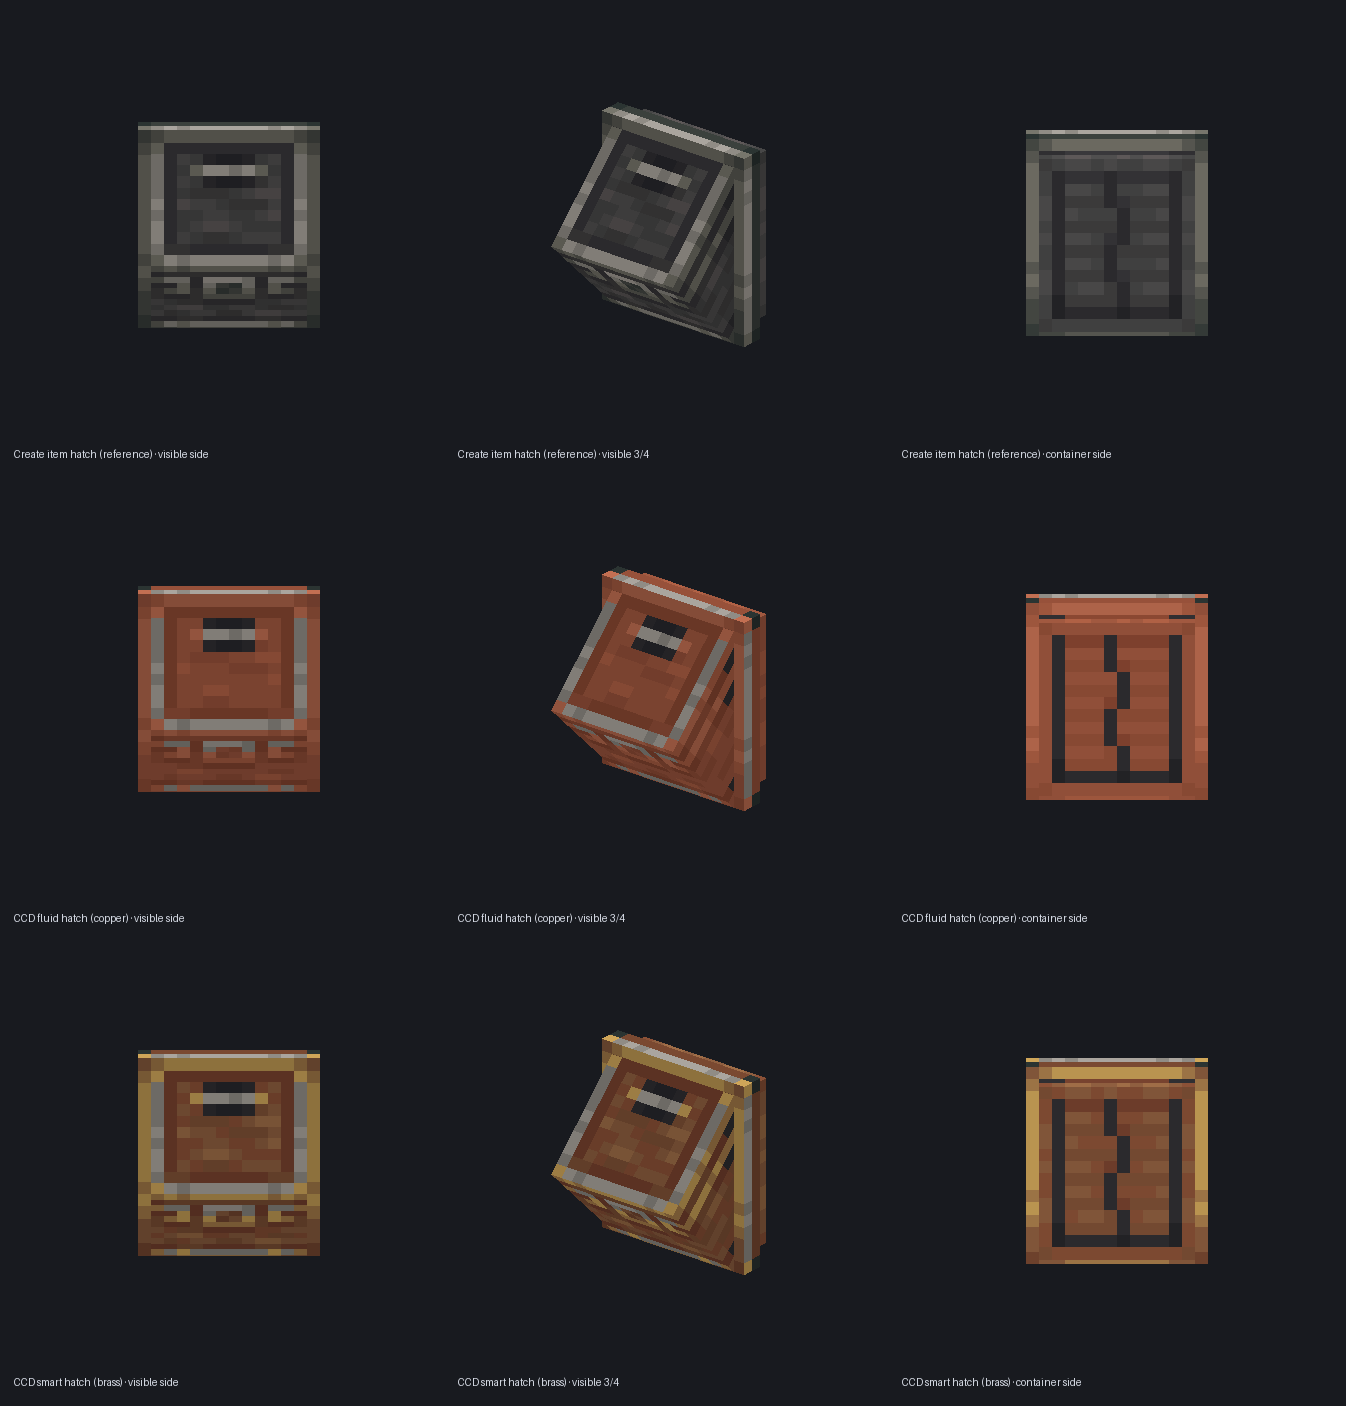 Create item hatch (reference) · visible side
Create item hatch (reference) · visible 3/4
Create item hatch (reference) · container side
CCD fluid hatch (copper) · visible side
CCD fluid hatch (copper) · visible 3/4
CCD fluid hatch (copper) · container side
CCD smart hatch (brass) · visible side
CCD smart hatch (brass) · visible 3/4
CCD smart hatch (brass) · container side